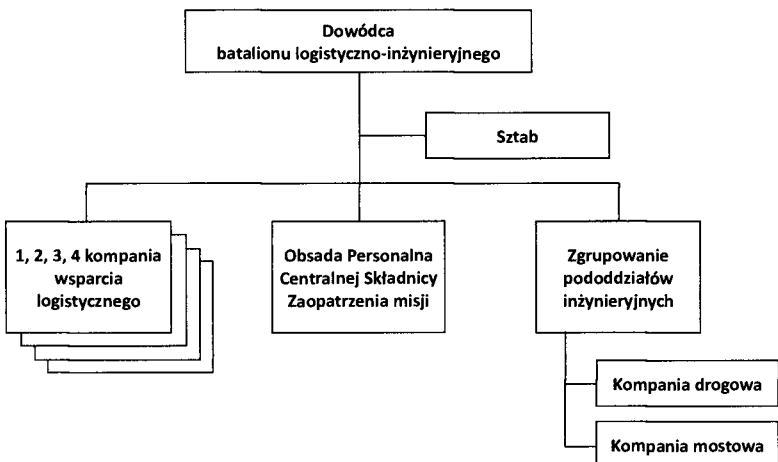 Dowódca
batalionu logistyczno-inżynieryjnego
Sztab
1, 2, 3, 4 kompania
wsparcia
logistycznego
Obsada Personalna
Centralnej Składnicy
Zaopatrzenia misji
Zgrupowanie
pododdziałów
inżynieryjnych
Kompania drogowa
Kompania mostowa